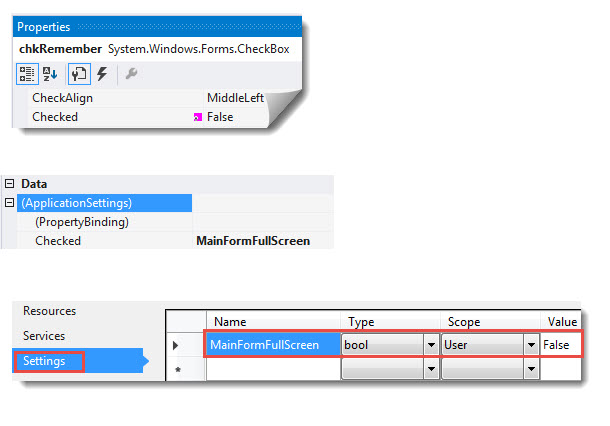 Properties
chkRemember System.Windows.Forms.CheckBox
CheckAlign MiddleLeft
Checked False
Data
(ApplicationSettings)
(PropertyBinding)
Checked MainFormFullScreen
Resources
Services
Settings
Name Type Scope Value
MainFormFullScreen bool User False
*